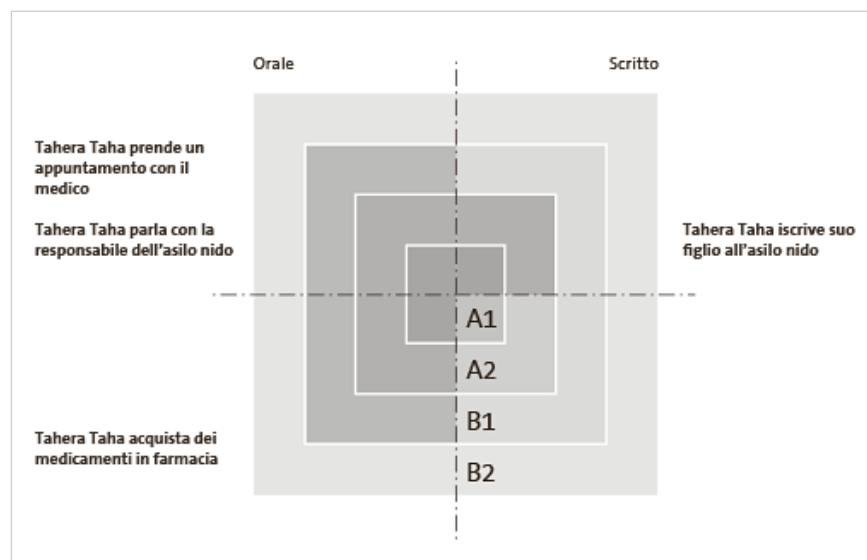 Orale
Scritto
Tahera Taha prende un
appuntamento con il
medico
Tahera Taha parla con la
responsabile dell'asilo nido
Tahera Taha iscrive suo
figlio all'asilo nido
A1
A2
B1
B2
Tahera Taha acquista dei
medicamenti in farmacia